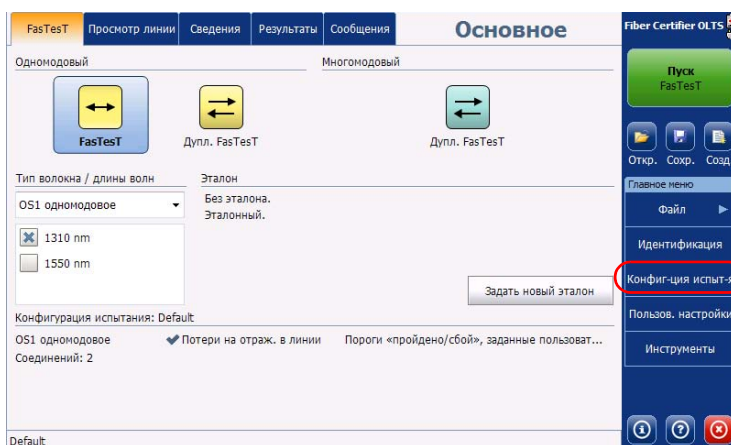 FasTesT
Просмотр линии
Сведения
Результаты
Сообщения
Основное
Одномодовый
Многомодовый
FasTesT
Дупл. FasTesT
Дупл. FasTesT
Тип волокна / длины волн
Эталон
OS1 одномодовое
Без эталона.
Эталонный.
1310 nm
1550 nm
Задать новый эталон
Конфигурация испытания: Default
OS1 одномодовое
Потери на отраж. в линии
Пороги «пройдено/сбой», заданные пользоват...
Соединений: 2
Default
Fiber Certifier OLTS
Пуск
FasTesT
Откр.
Сохр.
Созд
Главное меню
Файл
Идентификация
Конфиг-ция испыт-я
Пользов. настройки
Инструменты